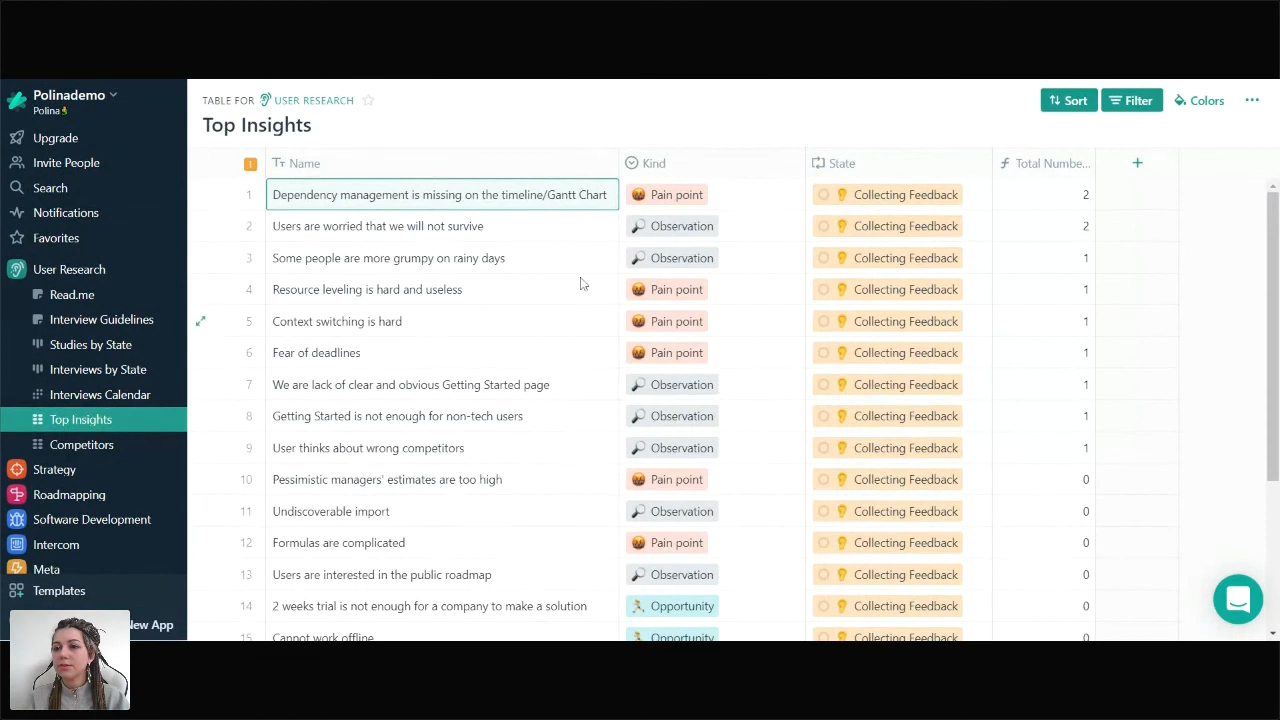 Polinademo
Polina
Upgrade
Invite People
Search
Notifications
Favorites
User Research
Read.me
Interview Guidelines
Studies by State
Interviews by State
Interviews Calendar
Top Insights
Competitors
Strategy
Roadmapping
Software Development
Intercom
Meta
Templates
New App
TABLE FOR USER RESEARCH
Top Insights
Sort Filter Colors
Name Kind State Total Numbe...
1 Dependency management is missing on the timeline/Gantt Chart Pain point Collecting Feedback 2
2 Users are worried that we will not survive Observation Collecting Feedback 2
3 Some people are more grumpy on rainy days Observation Collecting Feedback 1
4 Resource leveling is hard and useless Pain point Collecting Feedback 1
5 Context switching is hard Pain point Collecting Feedback 1
6 Fear of deadlines Pain point Collecting Feedback 1
7 We are lack of clear and obvious Getting Started page Observation Collecting Feedback 1
8 Getting Started is not enough for non-tech users Observation Collecting Feedback 1
9 User thinks about wrong competitors Observation Collecting Feedback 1
10 Pessimistic managers' estimates are too high Pain point Collecting Feedback 0
11 Undiscoverable import Observation Collecting Feedback 0
12 Formulas are complicated Pain point Collecting Feedback 0
13 Users are interested in the public roadmap Observation Collecting Feedback 0
14 2 weeks trial is not enough for a company to make a solution Opportunity Collecting Feedback 0
15 Cannot work offline Opportunity Collecting Feedback 0